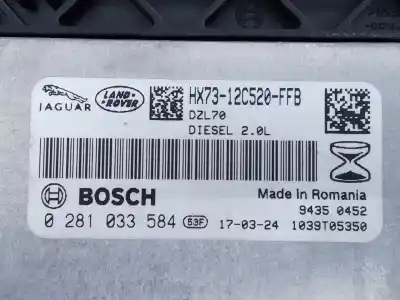 JAGUAR
LAND-
ROVER
HX73-12C520-FFB
DZL70
DIESEL 2.0L
BOSCH
Made in Romania
9435 0452
0 281 033 584 53F 17-03-24 1039T05350